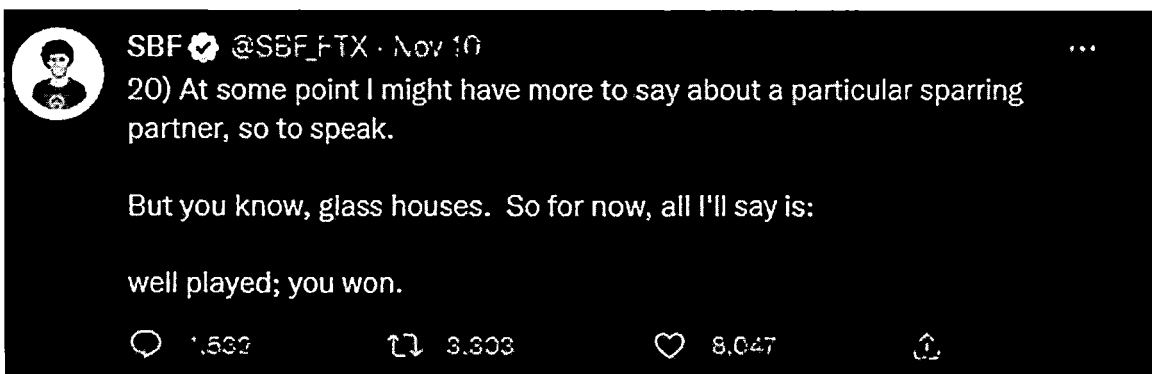 SBF @SBF_FTX · Nov 10
20) At some point I might have more to say about a particular sparring
partner, so to speak.
But you know, glass houses.  So for now, all I'll say is:
well played; you won.
1,532 3,303 8,047